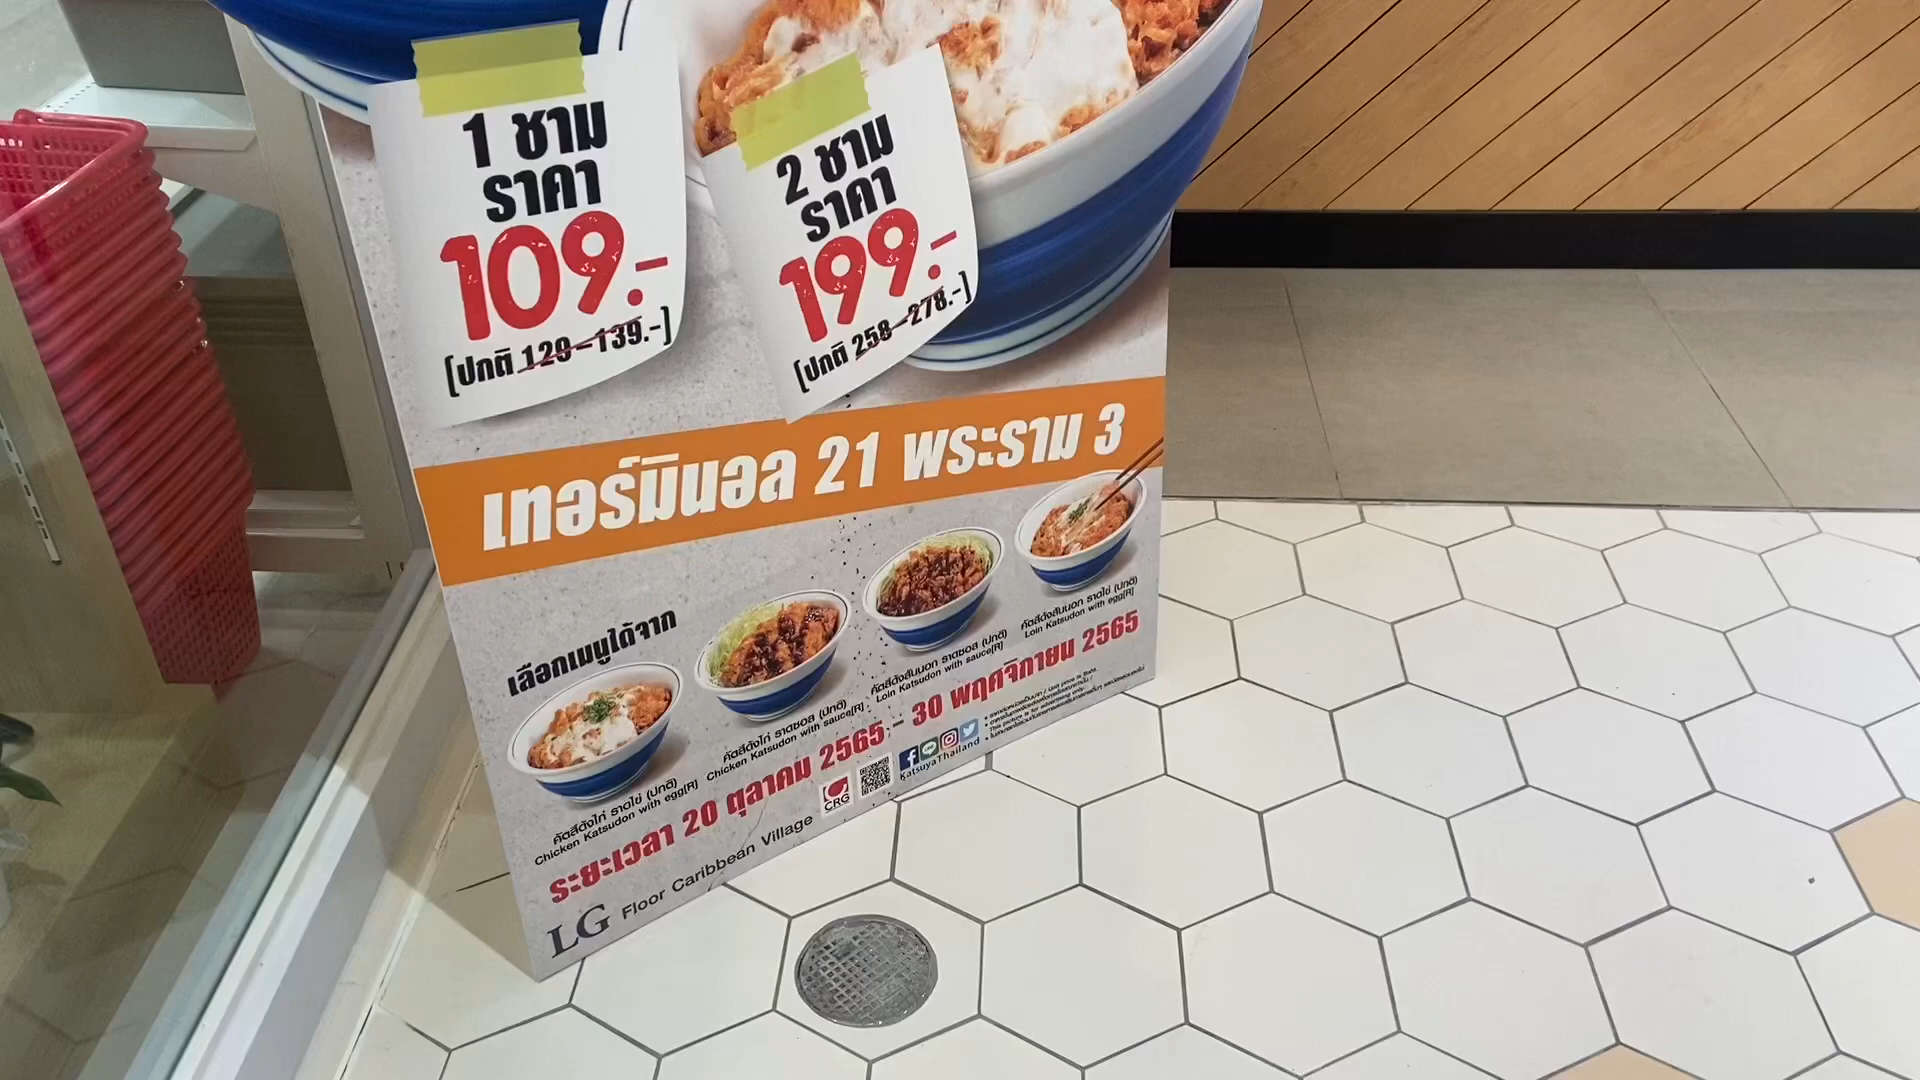 1 ชาม
ราคา
109.-
[ปกติ 129-139.-]
2 ชาม
ราคา
199.-
[ปกติ 258-278.-]
เทอร์มินอล 21 พระราม 3
เลือกเมนูได้จาก
คัตสึด้งไก่ ราดไข่ (ปกติ)
Chicken Katsudon with egg[R]
คัตสึด้งไก่ ราดซอส (ปกติ)
Chicken Katsudon with sauce[R]
คัตสึด้งสันนอก ราดซอส (ปกติ)
Loin Katsudon with sauce[R]
คัตสึด้งสันนอก ราดไข่ (ปกติ)
Loin Katsudon with egg[R]
ระยะเวลา 20 ตุลาคม 2565 - 30 พฤศจิกายน 2565
LG Floor Caribbean Village
CRG
KatsuyaThailand